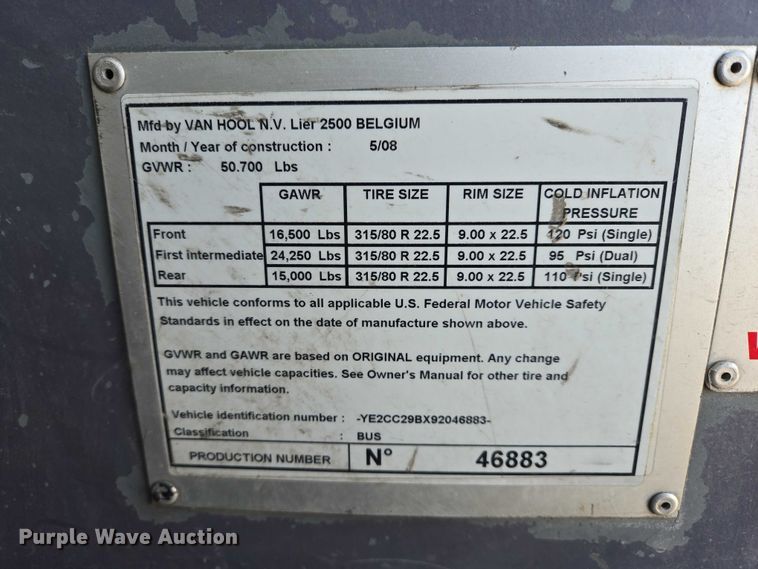 Mfd by VAN HOOL N.V. Lier 2500 BELGIUM
Month / Year of construction : 5/08
GVWR : 50.700 Lbs
GAWR TIRE SIZE RIM SIZE COLD INFLATION PRESSURE
Front 16,500 Lbs 315/80 R 22.5 9.00 x 22.5 120 Psi (Single)
First intermediate 24,250 Lbs 315/80 R 22.5 9.00 x 22.5 95 Psi (Dual)
Rear 15,000 Lbs 315/80 R 22.5 9.00 x 22.5 110 Psi (Single)
This vehicle conforms to all applicable U.S. Federal Motor Vehicle Safety
Standards in effect on the date of manufacture shown above.
GVWR and GAWR are based on ORIGINAL equipment. Any change
may affect vehicle capacities. See Owner's Manual for other tire and
capacity information.
Vehicle identification number : -YE2CC29BX92046883-
Classification : BUS
PRODUCTION NUMBER N° 46883
Purple Wave Auction